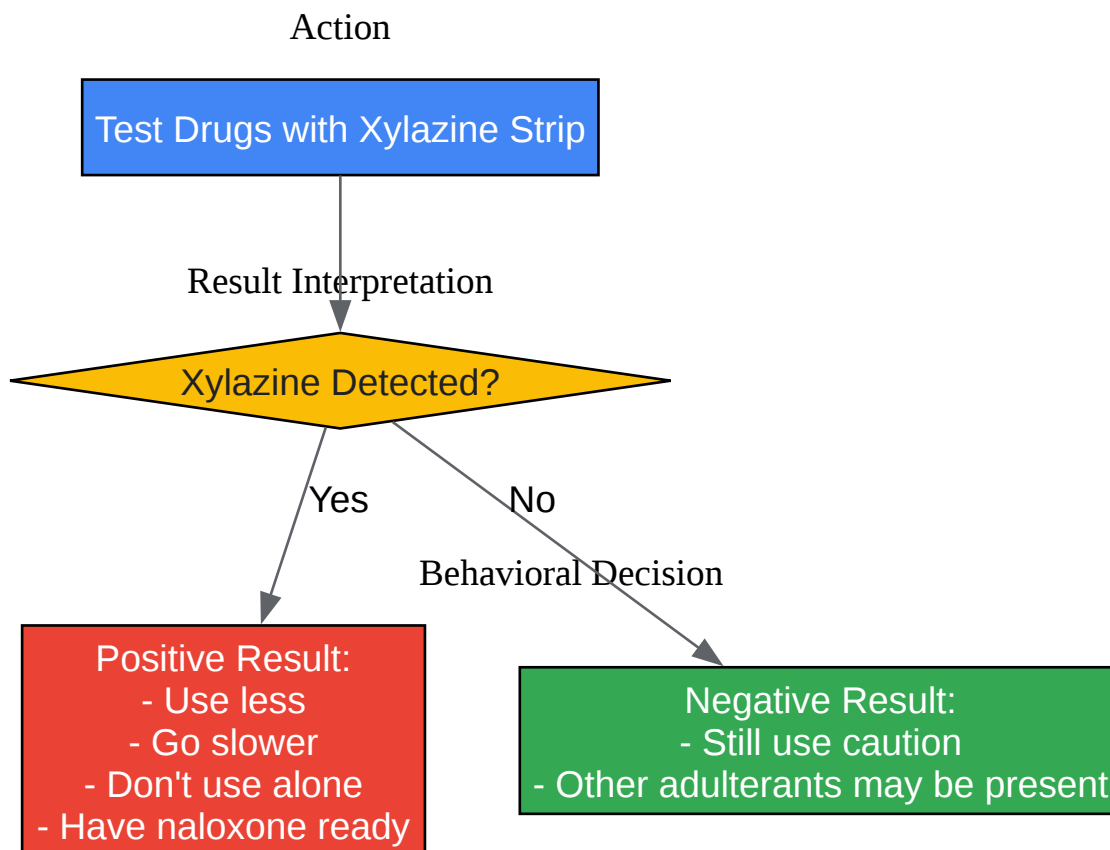 Action
Test Drugs with Xylazine Strip
Result Interpretation
Xylazine Detected?
Yes
No
Behavioral Decision
Positive Result:
- Use less
- Go slower
- Don't use alone
- Have naloxone ready
Negative Result:
- Still use caution
- Other adulterants may be present